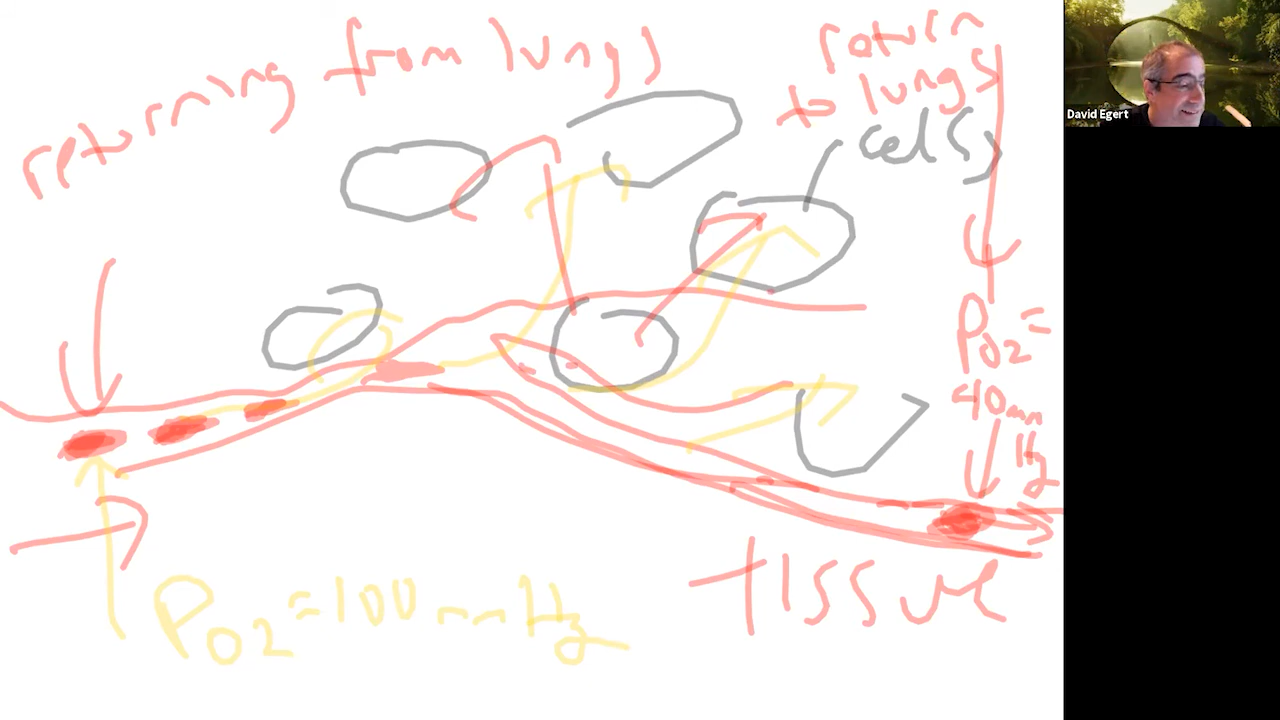 returning from lungs
return
to lungs
cells
David Egert
PO2 =
40 mm
Hg
PO2 = 100 mm Hg
tissue